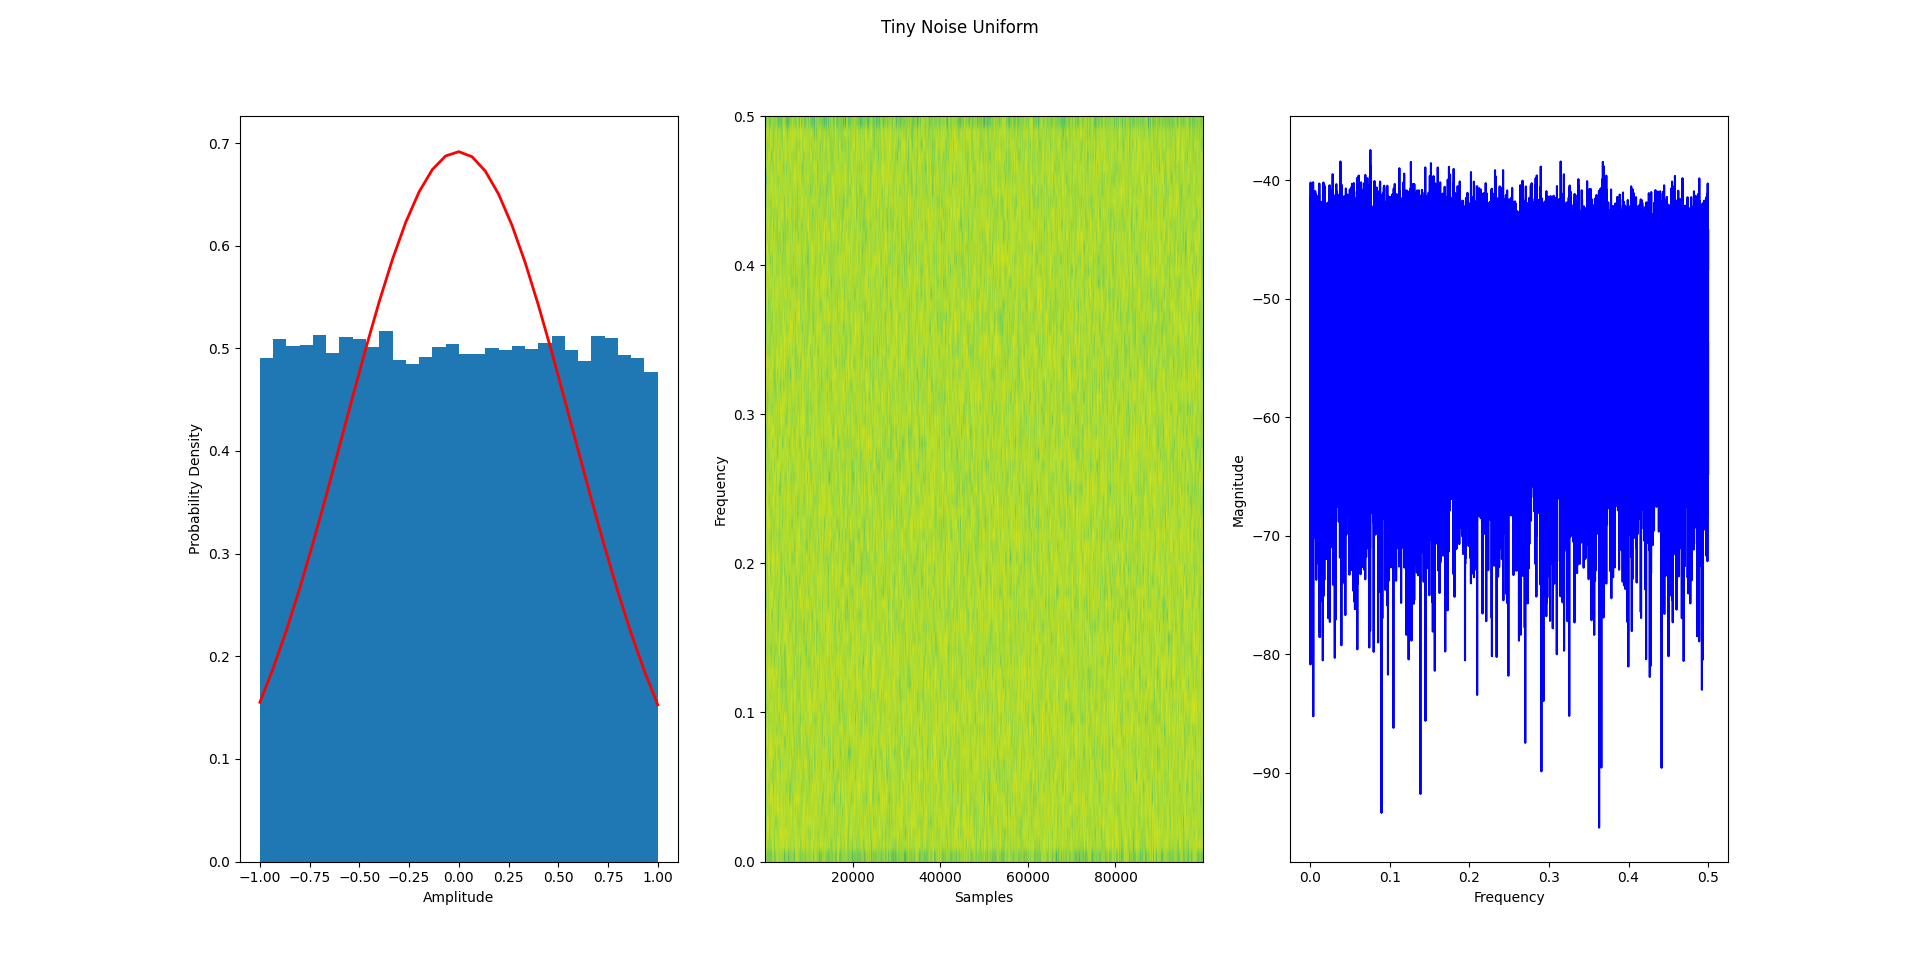 Tiny Noise Uniform
Probability Density
0.7
0.6
0.5
0.4
0.3
0.2
0.1
0.0
−1.00 −0.75 −0.50 −0.25 0.00 0.25 0.50 0.75 1.00
Amplitude
Frequency
0.5
0.4
0.3
0.2
0.1
0.0
20000 40000 60000 80000
Samples
Magnitude
−40
−50
−60
−70
−80
−90
0.0 0.1 0.2 0.3 0.4 0.5
Frequency